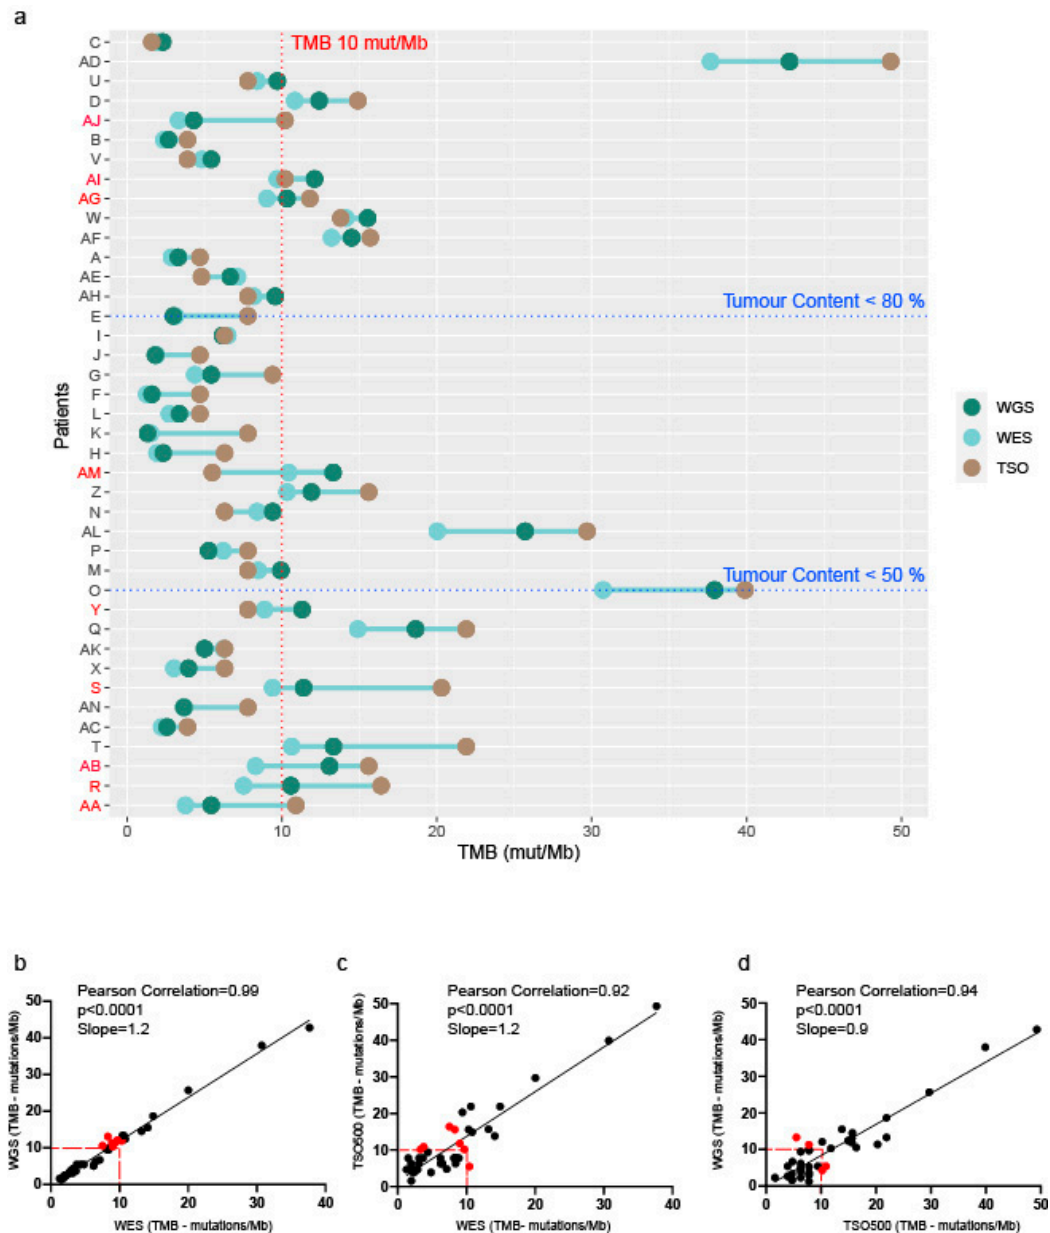 a
C
TMB 10 mut/Mb
AD
U
D
AJ
B
V
AI
AG
W
AF
A
AE
AH
Tumour Content < 80 %
E
I
J
G
F
L
K
H
AM
Z
N
AL
P
M
Tumour Content < 50 %
O
Y
Q
AK
X
S
AN
AC
T
AB
R
AA
Patients
0 10 20 30 40 50
TMB (mut/Mb)
WGS
WES
TSO
b
Pearson Correlation=0.99
p<0.0001
Slope=1.2
50
40
30
20
10
0
WGS (TMB - mutations/Mb)
0 10 20 30 40
WES (TMB - mutations/Mb)
c
Pearson Correlation=0.92
p<0.0001
Slope=1.2
50
40
30
20
10
0
TSO500 (TMB - mutations/Mb)
0 10 20 30 40
WES (TMB- mutations/Mb)
d
Pearson Correlation=0.94
p<0.0001
Slope=0.9
50
40
30
20
10
0
WGS (TMB - mutations/Mb)
0 10 20 30 40 50
TSO500 (TMB - mutations/Mb)